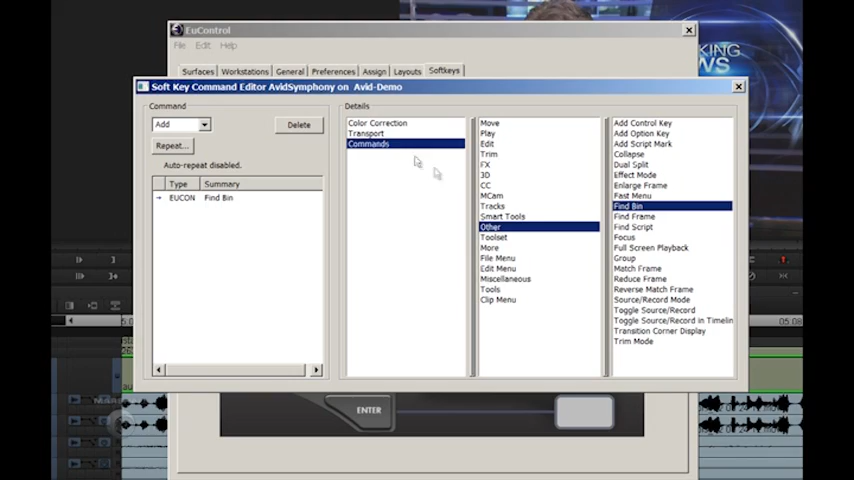 EuControl
File Edit Help
KING
WS
Surfaces Workstations General Preferences Assign Layouts Softkeys
Soft Key Command Editor AvidSymphony on Avid-Demo
Command
Add
Delete
Repeat...
Auto-repeat disabled.
Type Summary
EUCON Find Bin
Details
Color Correction
Transport
Commands
Move
Play
Edit
Trim
FX
3D
CC
MCam
Tracks
Smart Tools
Other
Toolset
More
File Menu
Edit Menu
Miscellaneous
Tools
Clip Menu
Add Control Key
Add Option Key
Add Script Mark
Collapse
Dual Split
Effect Mode
Enlarge Frame
Fast Menu
Find Bin
Find Frame
Find Script
Focus
Full Screen Playback
Group
Match Frame
Reduce Frame
Reverse Match Frame
Source/Record Mode
Toggle Source/Record
Toggle Source/Record in Timelin
Transition Corner Display
Trim Mode
05:08
ENTER